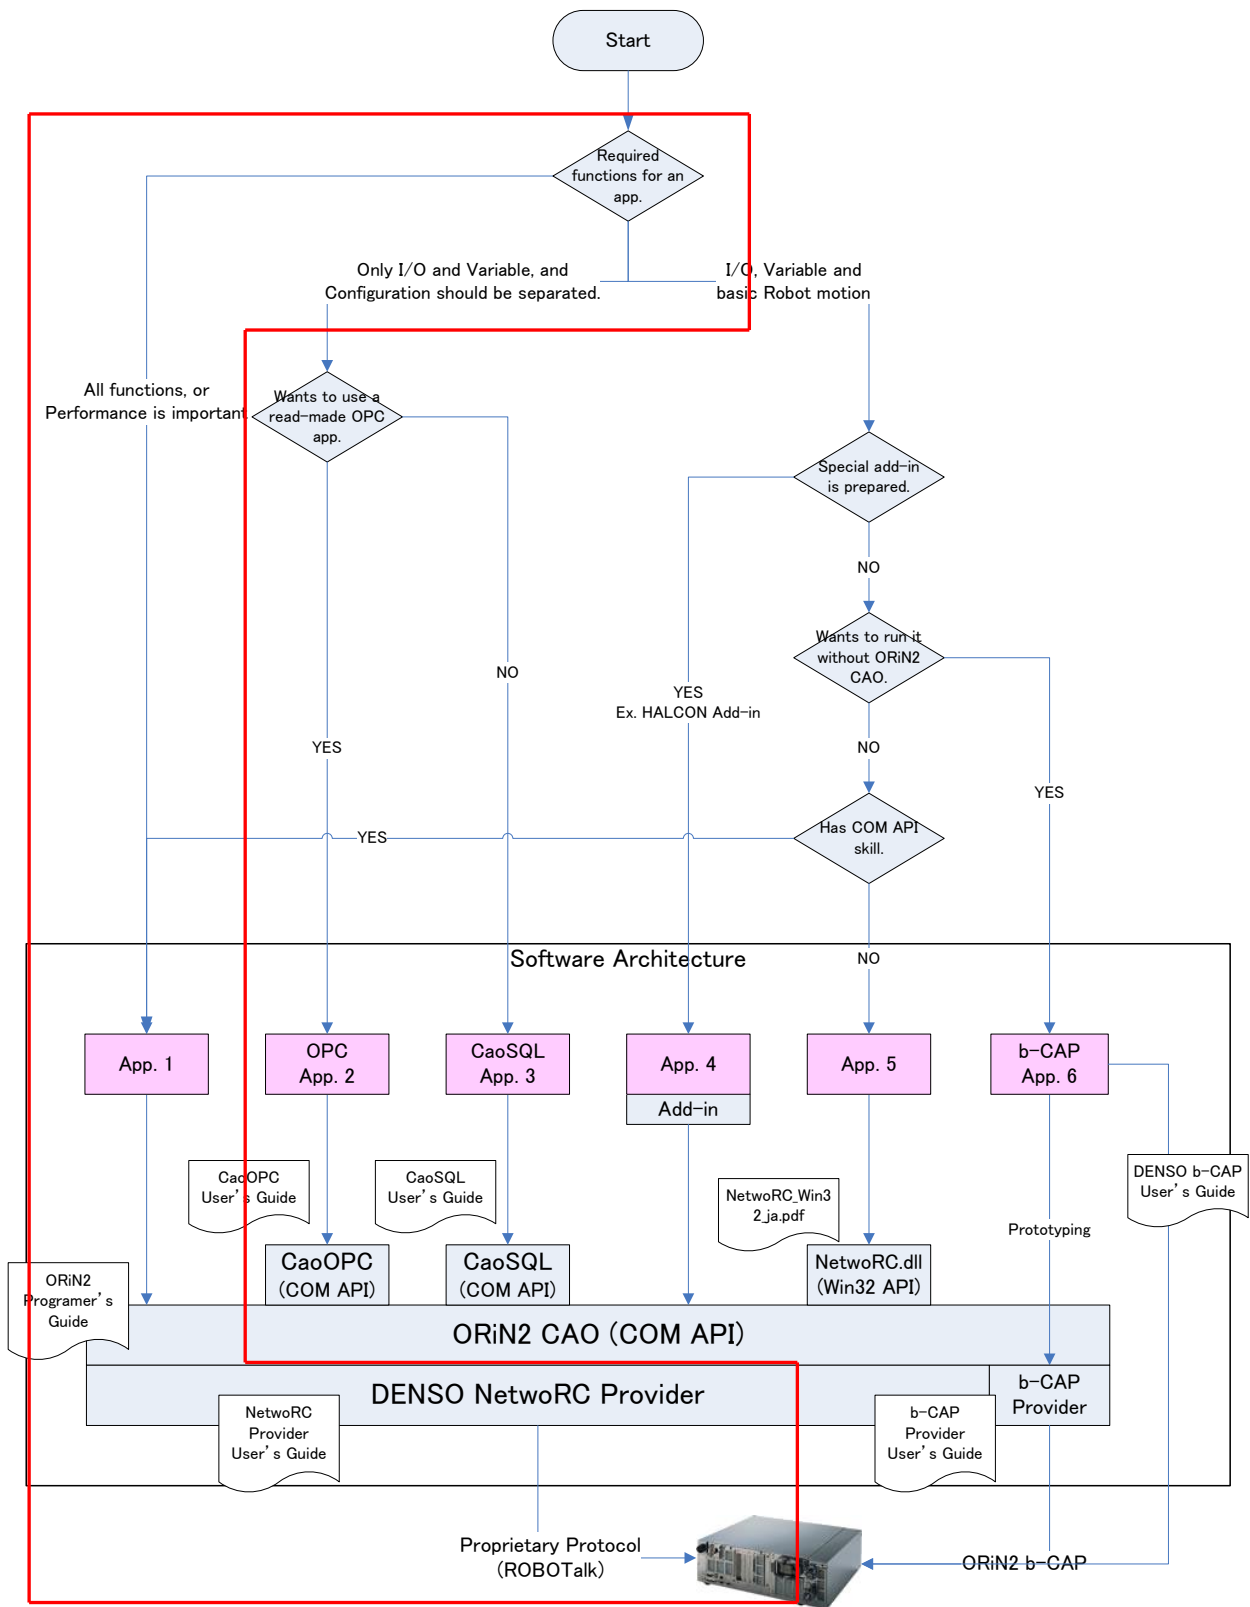 Start
Required
functions for an
app.
Only I/O and Variable, and
Configuration should be separated.
I/O, Variable and
basic Robot motion
All functions, or
Performance is important
Wants to use a
read-made OPC
app.
Special add-in
is prepared.
NO
Wants to run it
without ORiN2
CAO.
NO
YES
Ex. HALCON Add-in
YES
NO
YES
Has COM API
skill.
YES
Software Architecture
NO
App. 1
OPC
App. 2
CaoSQL
App. 3
App. 4
Add-in
App. 5
b-CAP
App. 6
CaoOPC
User's Guide
CaoSQL
User's Guide
NetwoRC_Win3
2_ja.pdf
DENSO b-CAP
User's Guide
Prototyping
CaoOPC
(COM API)
CaoSQL
(COM API)
NetwoRC.dll
(Win32 API)
ORiN2
Programer's
Guide
ORiN2 CAO (COM API)
DENSO NetwoRC Provider
b-CAP
Provider
NetwoRC
Provider
User's Guide
b-CAP
Provider
User's Guide
Proprietary Protocol
(ROBOTalk)
ORiN2 b-CAP